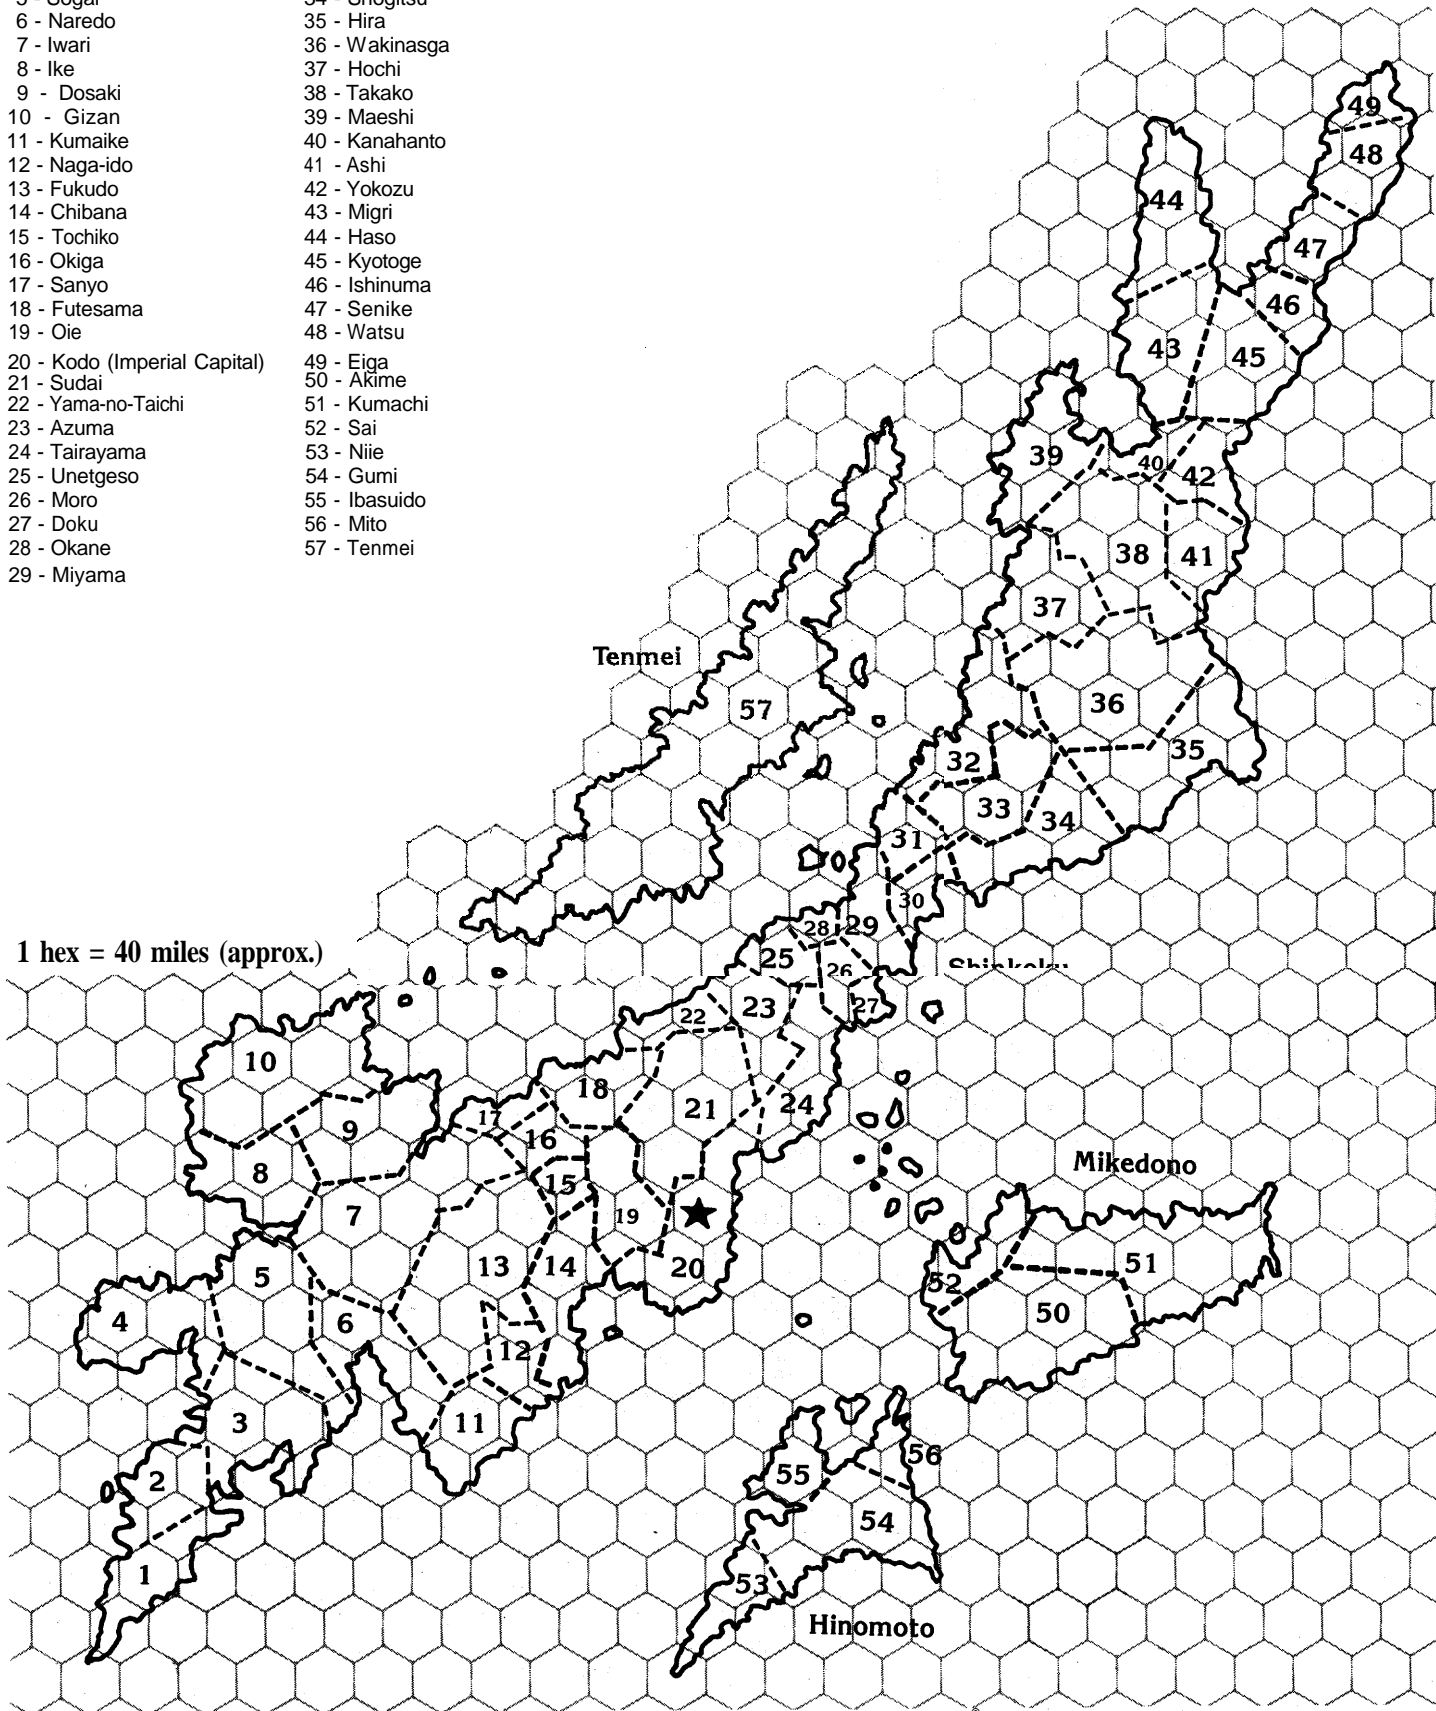 6 - Naredo
7 - Iwari
8 - Ike
9 - Dosaki
10 - Gizan
11 - Kumaike
12 - Naga-ido
13 - Fukudo
14 - Chibana
15 - Tochiko
16 - Okiga
17 - Sanyo
18 - Futesama
19 - Oie
20 - Kodo (Imperial Capital)
21 - Sudai
22 - Yama-no-Taichi
23 - Azuma
24 - Tairayama
25 - Unetgeso
26 - Moro
27 - Doku
28 - Okane
29 - Miyama
35 - Hira
36 - Wakinasga
37 - Hochi
38 - Takako
39 - Maeshi
40 - Kanahanto
41 - Ashi
42 - Yokozu
43 - Migri
44 - Haso
45 - Kyotoge
46 - Ishinuma
47 - Senike
48 - Watsu
49 - Eiga
50 - Akime
51 - Kumachi
52 - Sai
53 - Niie
54 - Gumi
55 - Ibasuido
56 - Mito
57 - Tenmei
49
48
44
47
46
43
45
39
40
42
38
41
37
Tenmei
57
36
35
32
33
34
31
30
28
29
1 hex = 40 miles (approx.)
25
26
23
27
22
10
18
21
24
17
9
16
8
15
Mikedono
7
19
20
13
14
5
51
52
4
6
50
12
3
11
56
2
55
54
1
53
Hinomoto